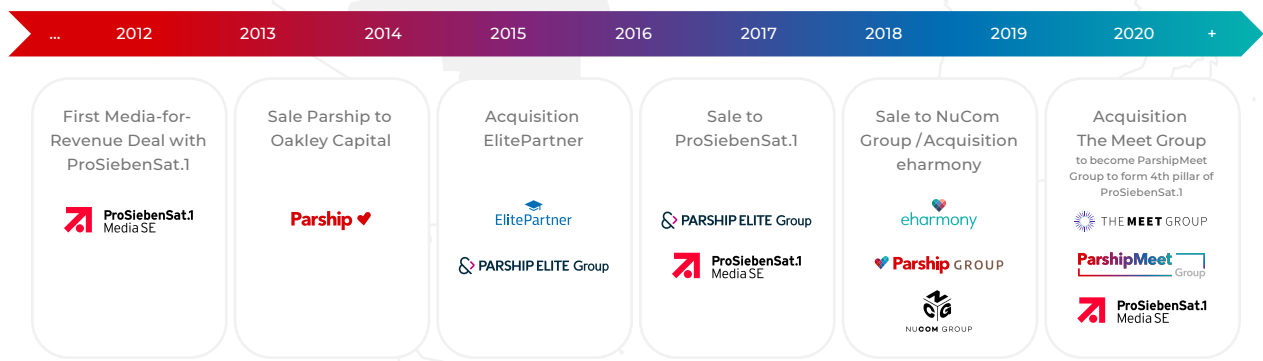 ... 2012 2013 2014 2015 2016 2017 2018 2019 2020 +
First Media-for-
Revenue Deal with
ProSiebenSat.1
ProSiebenSat.1
Media SE
Sale Parship to
Oakley Capital
Parship
Acquisition
ElitePartner
ElitePartner
PARSHIP ELITE Group
Sale to
ProSiebenSat.1
PARSHIP ELITE Group
ProSiebenSat.1
Media SE
Sale to NuCom
Group / Acquisition
eharmony
eharmony
Parship GROUP
NCG
NUCOM GROUP
Acquisition
The Meet Group
to become ParshipMeet
Group to form 4th pillar of
ProSiebenSat.1
THE MEET GROUP
ParshipMeet
Group
ProSiebenSat.1
Media SE